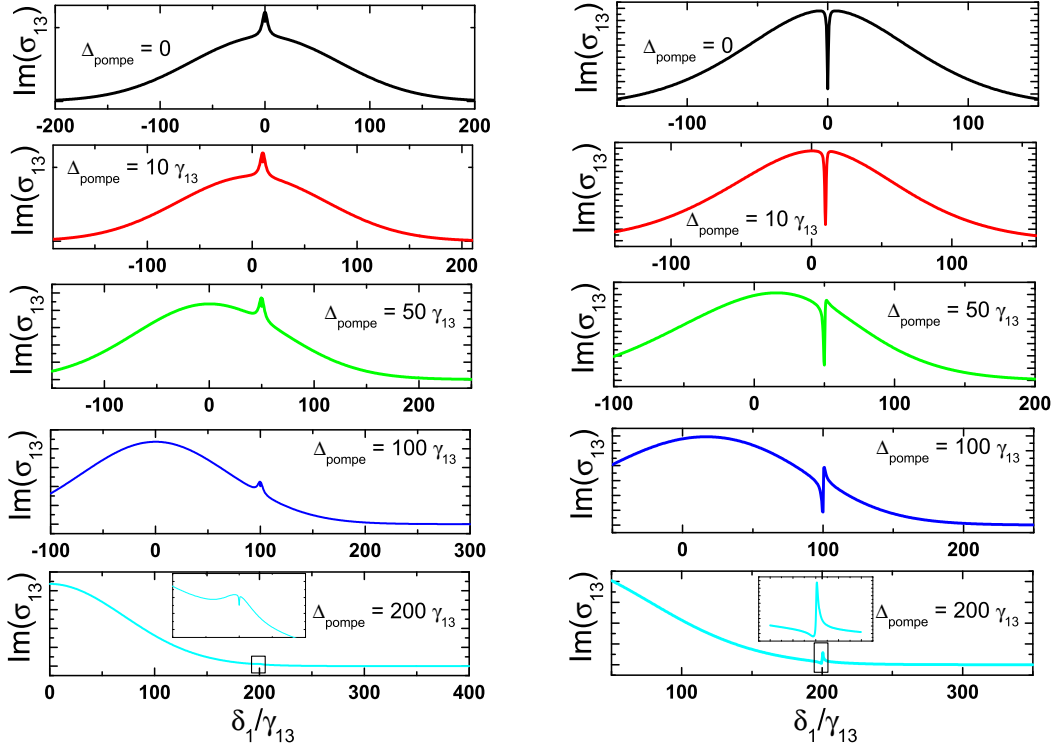 Im(σ13)
Δpompe = 0
-200 -100 0 100 200
Im(σ13)
Δpompe = 10 γ13
-100 0 100 200
Im(σ13)
Δpompe = 50 γ13
-100 0 100 200
Im(σ13)
Δpompe = 100 γ13
-100 0 100 200 300
Im(σ13)
Δpompe = 200 γ13
0 100 200 300 400
δ1/γ13
Im(σ13)
Δpompe = 0
-100 0 100
Im(σ13)
Δpompe = 10 γ13
-100 0 100
Im(σ13)
Δpompe = 50 γ13
-100 0 100 200
Im(σ13)
Δpompe = 100 γ13
0 100 200
Im(σ13)
Δpompe = 200 γ13
100 200 300
δ1/γ13